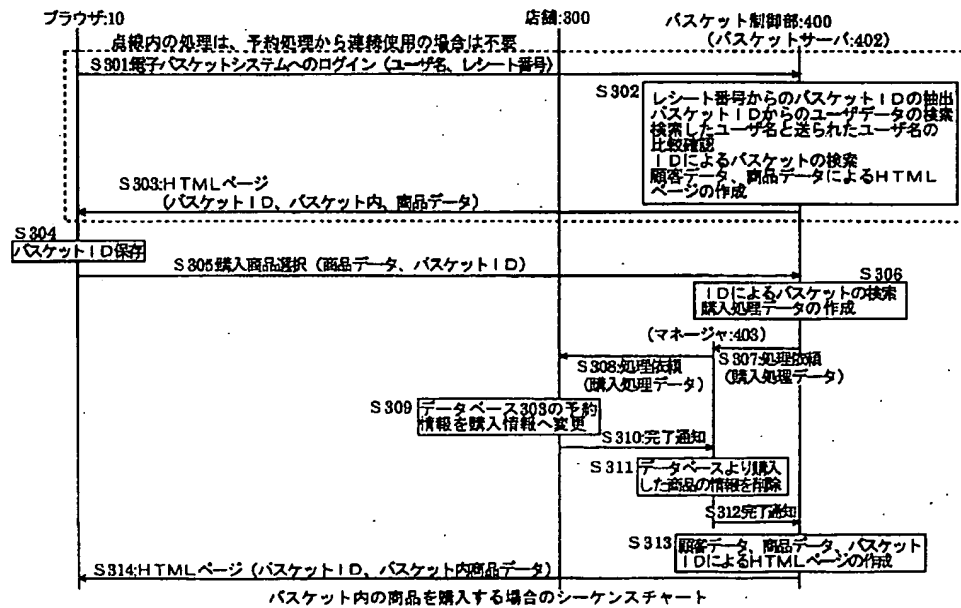 ブラウザ:10
店舗:300
バスケット制御部:400
(バスケットサーバ:402)
点線内の処理は、予約処理から連続使用の場合は不要
S301:電子バスケットシステムへのログイン(ユーザ名、レシート番号)
S302
レシート番号からのバスケットIDの抽出
バスケットIDからのユーザデータの検索
検索したユーザ名と送られたユーザ名の
比較確認
IDによるバスケットの検索
顧客データ、商品データによるHTML
ページの作成
S303:HTMLページ
(バスケットID、バスケット内、商品データ)
S304
バスケットID保存
S305:購入商品選択(商品データ、バスケットID)
S306
IDによるバスケットの検索
購入処理データの作成
(マネージャ:403)
S307:処理依頼
(購入処理データ)
S308:処理依頼
(購入処理データ)
S309
データベース303の予約
情報を購入情報へ変更
S310:完了通知
S311
データベースより購入
した商品の情報を削除
S312完了通知
S313
顧客データ、商品データ、バスケット
IDによるHTMLページの作成
S314:HTMLページ(バスケットID、バスケット内商品データ)
バスケット内の商品を購入する場合のシーケンスチャート